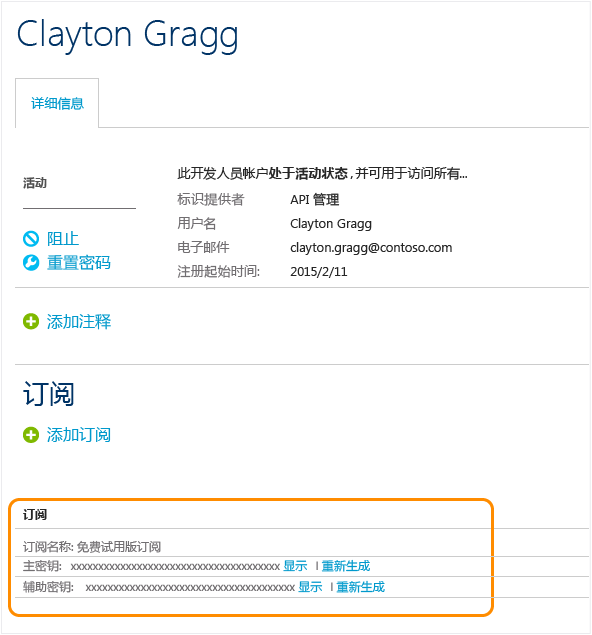 Clayton Gragg
详细信息
活动
此开发人员帐户处于活动状态，并可用于访问所有...
标识提供者 API 管理
用户名 Clayton Gragg
阻止
电子邮件 clayton.gragg@contoso.com
重置密码
注册起始时间: 2015/2/11
添加注释
订阅
添加订阅
订阅
订阅名称: 免费试用版订阅
主密钥: xxxxxxxxxxxxxxxxxxxxxxxxxxxxxxxxxxxxxx 显示 | 重新生成
辅助密钥: xxxxxxxxxxxxxxxxxxxxxxxxxxxxxxxxxxxxxx 显示 | 重新生成